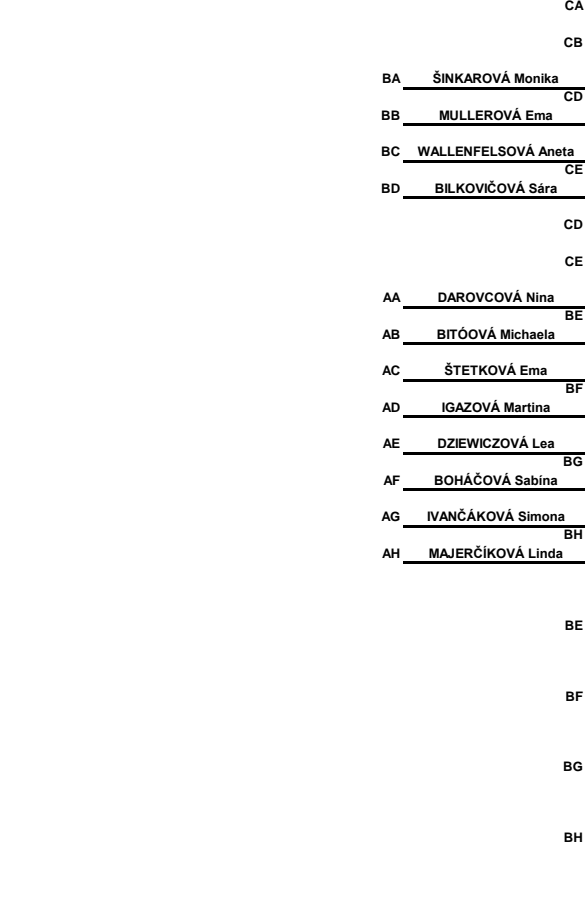 CA
CB
BA ŠINKAROVÁ Monika
CD
BB MULLEROVÁ Ema
BC WALLENFELSOVÁ Aneta
CE
BD BILKOVIČOVÁ Sára
CD
CE
AA DAROVCOVÁ Nina
BE
AB BITÓOVÁ Michaela
AC ŠTETKOVÁ Ema
BF
AD IGAZOVÁ Martina
AE DZIEWICZOVÁ Lea
BG
AF BOHÁČOVÁ Sabína
AG IVANČÁKOVÁ Simona
BH
AH MAJERČÍKOVÁ Linda
BE
BF
BG
BH